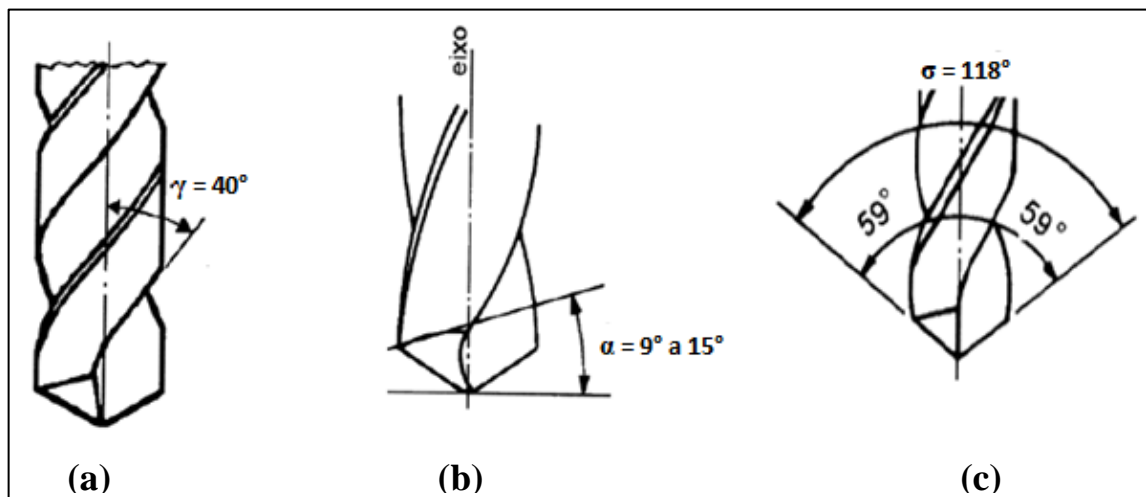 γ = 40°
(a)
eixo
α = 9° a 15°
(b)
σ = 118°
59° 59°
(c)